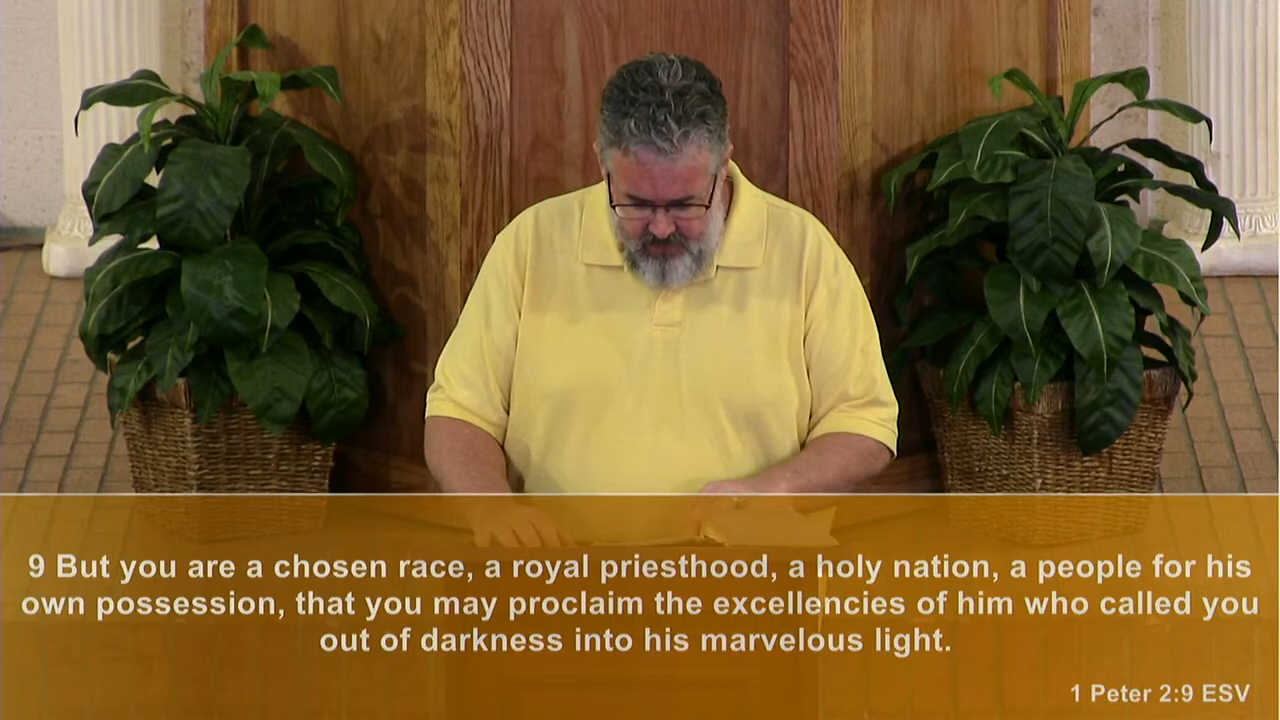 9 But you are a chosen race, a royal priesthood, a holy nation, a people for his
own possession, that you may proclaim the excellencies of him who called you
out of darkness into his marvelous light.
1 Peter 2:9 ESV